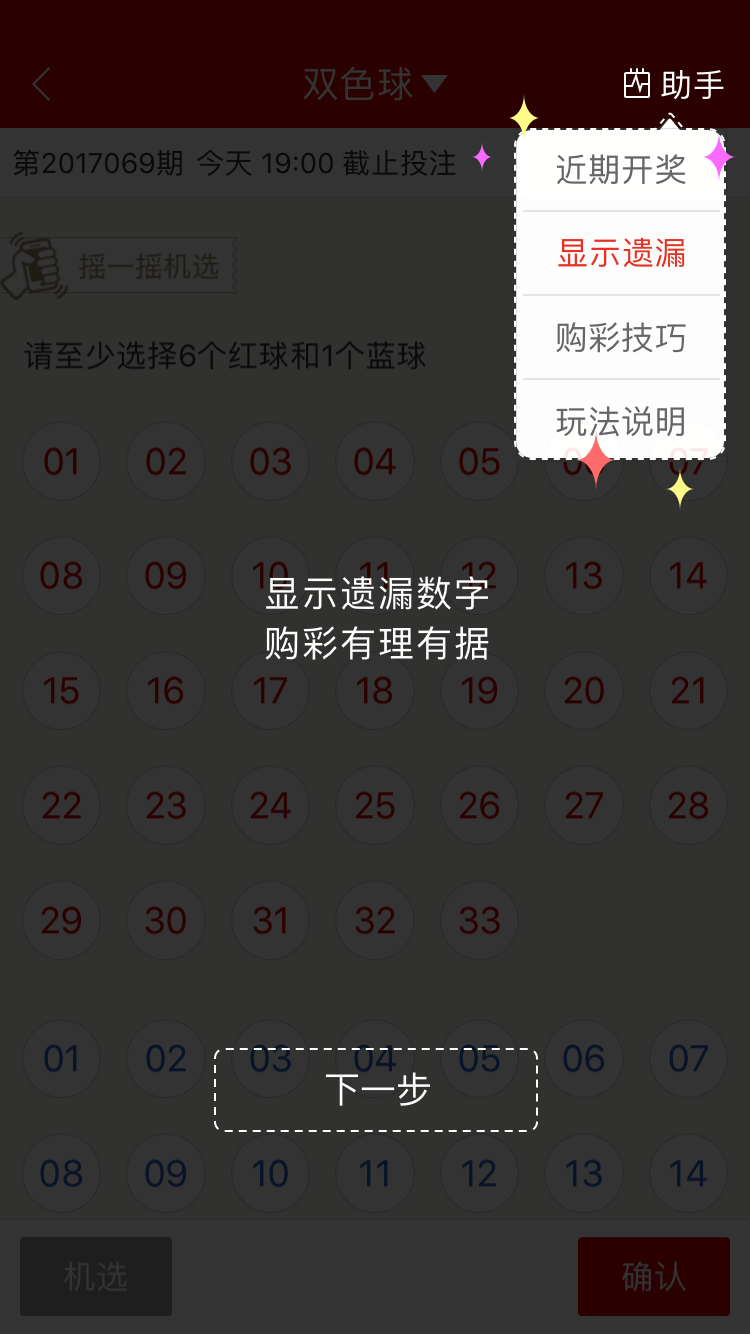 双色球
助手
第2017069期 今天 19:00 截止投注
近期开奖
显示遗漏
购彩技巧
玩法说明
摇一摇机选
请至少选择6个红球和1个蓝球
01 02 03 04 05 06 07
08 09 10 11 12 13 14
显示遗漏数字
购彩有理有据
15 16 17 18 19 20 21
22 23 24 25 26 27 28
29 30 31 32 33
01 02 03 04 05 06 07
下一步
08 09 10 11 12 13 14
机选
确认